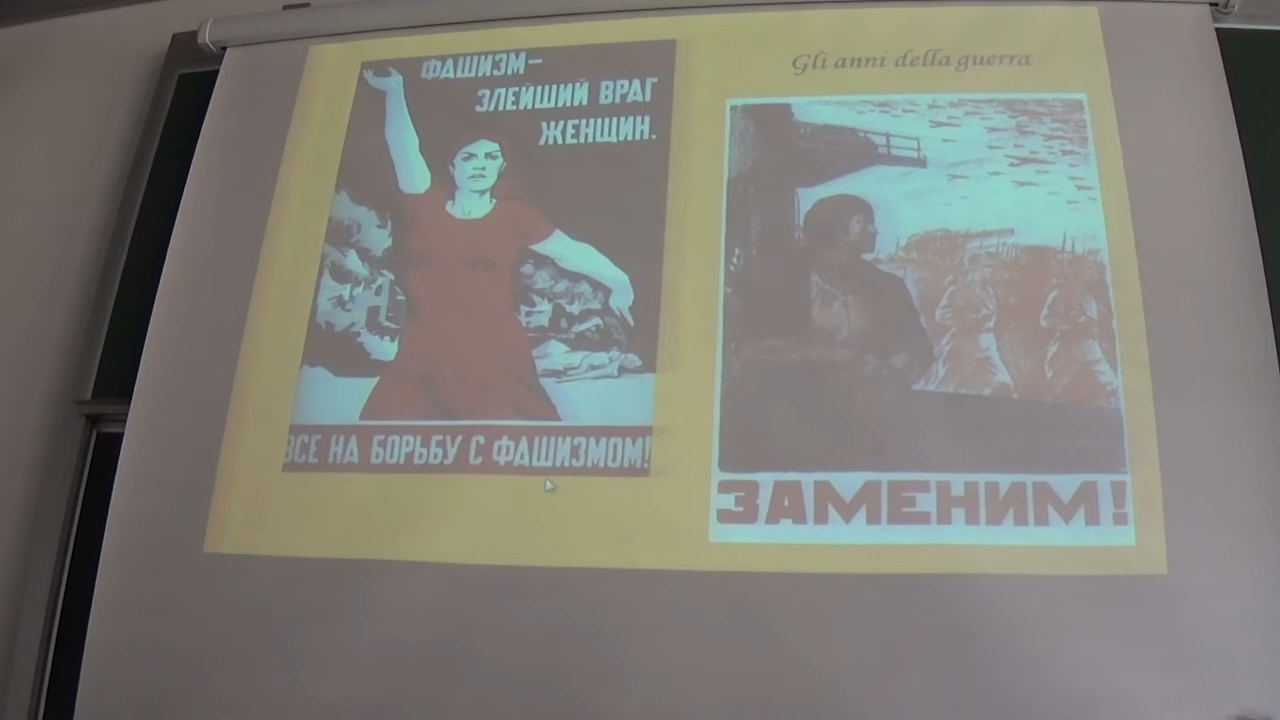 ФАШИЗМ–
ЗЛЕЙШИЙ ВРАГ
ЖЕНЩИН.
ВСЕ НА БОРЬБУ С ФАШИЗМОМ!
Gli anni della guerra
ЗАМЕНИМ!